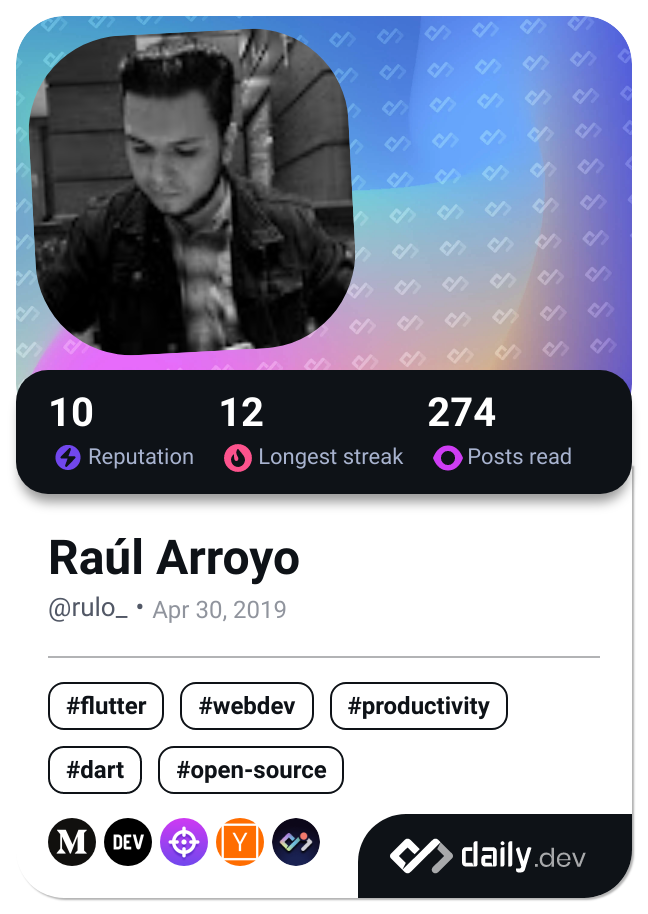 10 12 274
Reputation Longest streak Posts read
Raúl Arroyo
@rulo_ • Apr 30, 2019
#flutter #webdev #productivity
#dart #open-source
M DEV Y daily.dev